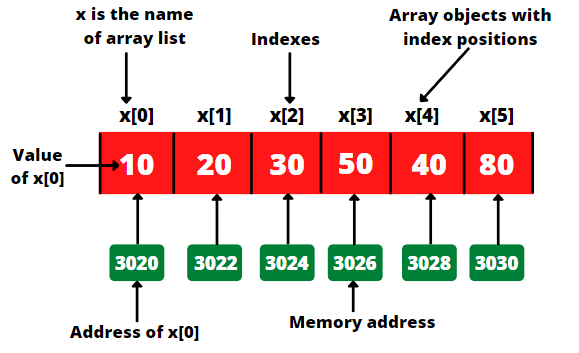 x is the name
of array list
Indexes
Array objects with
index positions
x[0] x[1] x[2] x[3] x[4] x[5]
Value
of x[0]
10 20 30 50 40 80
3020 3022 3024 3026 3028 3030
Address of x[0]
Memory address